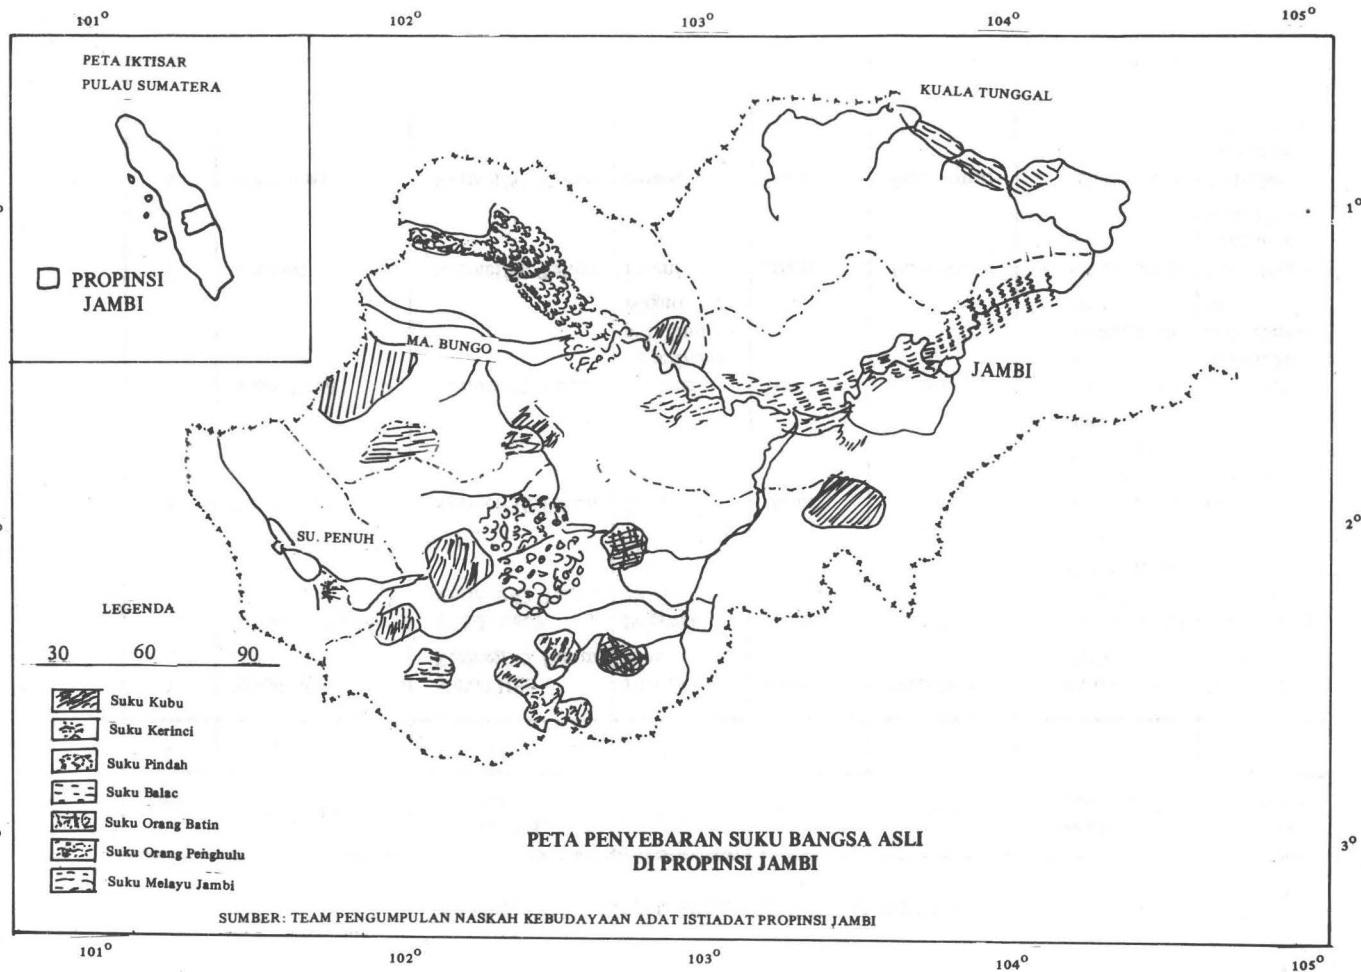 101°
102°
103°
104°
105°
PETA IKTISAR
PULAU SUMATERA
KUALA TUNGGAL
1°
PROPINSI
JAMBI
MA. BUNGO
JAMBI
SU. PENUH
2°
LEGENDA
30 60 90
Suku Kubu
Suku Kerinci
Suku Pindah
Suku Balac
Suku Orang Batin
Suku Orang Penghulu
Suku Melayu Jambi
PETA PENYEBARAN SUKU BANGSA ASLI
DI PROPINSI JAMBI
3°
SUMBER: TEAM PENGUMPULAN NASKAH KEBUDAYAAN ADAT ISTIADAT PROPINSI JAMBI
101°
102°
103°
104°
105°